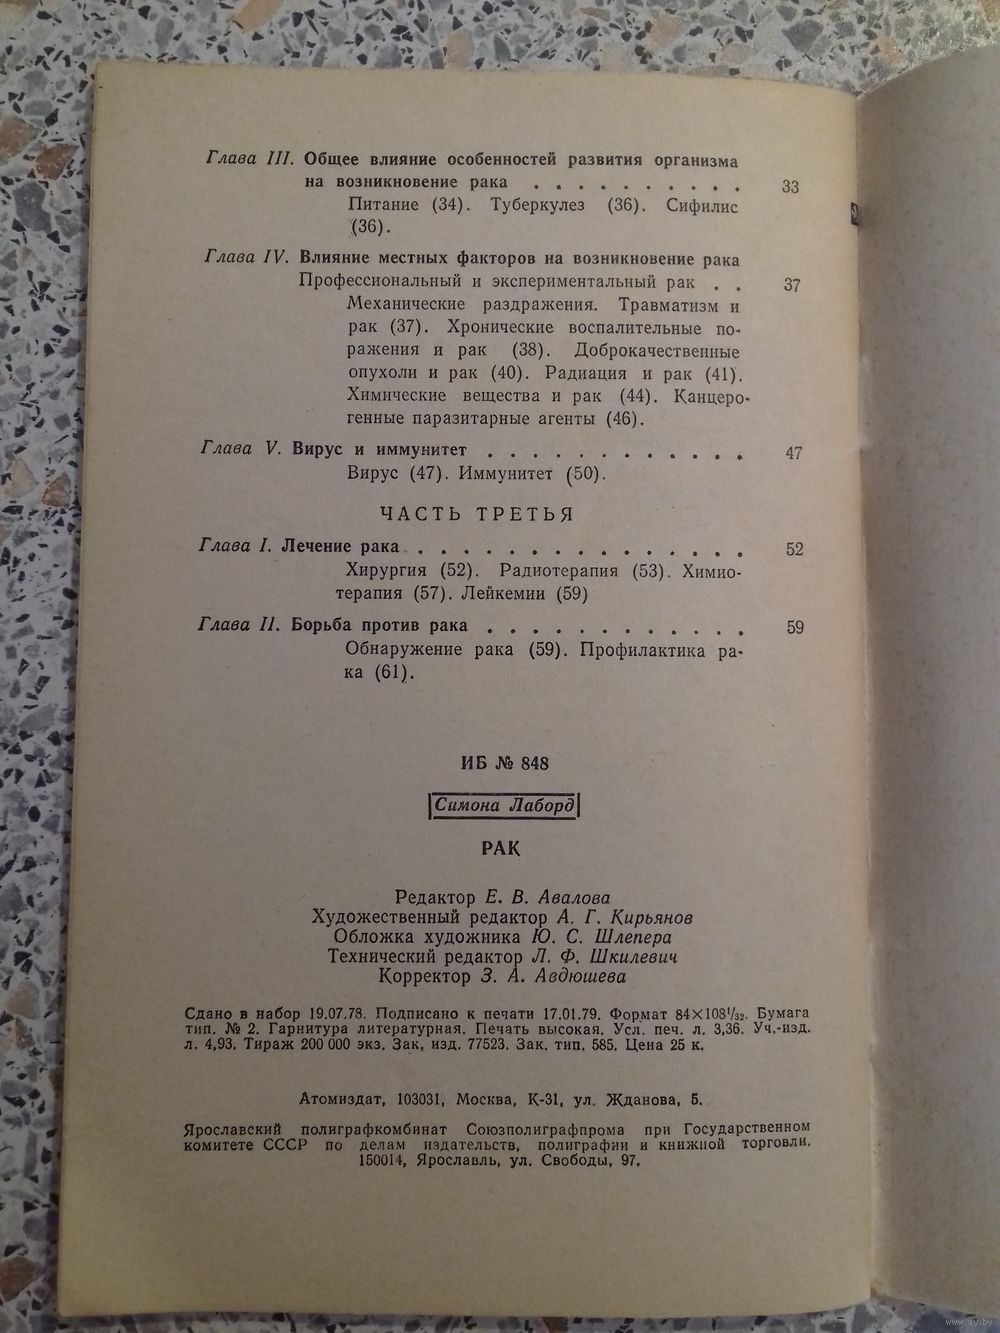 Глава III. Общее влияние особенностей развития организма
на возникновение рака . . . . . . . . . . 33
Питание (34). Туберкулез (36). Сифилис
(36).
Глава IV. Влияние местных факторов на возникновение рака
Профессиональный и экспериментальный рак . . 37
Механические раздражения. Травматизм и
рак (37). Хронические воспалительные по-
ражения и рак (38). Доброкачественные
опухоли и рак (40). Радиация и рак (41).
Химические вещества и рак (44). Канцеро-
генные паразитарные агенты (46).
Глава V. Вирус и иммунитет . . . . . . . . . . . . 47
Вирус (47). Иммунитет (50).
ЧАСТЬ ТРЕТЬЯ
Глава I. Лечение рака . . . . . . . . . . . . . . . 52
Хирургия (52). Радиотерапия (53). Химио-
терапия (57). Лейкемии (59)
Глава II. Борьба против рака . . . . . . . . . . . . 59
Обнаружение рака (59). Профилактика ра-
ка (61).
ИБ № 848
Симона Лаборд
РАК
Редактор Е. В. Авалова
Художественный редактор А. Г. Кирьянов
Обложка художника Ю. С. Шлепера
Технический редактор Л. Ф. Шкилевич
Корректор З. А. Авдюшева
Сдано в набор 19.07.78. Подписано к печати 17.01.79. Формат 84×108¹/₃₂. Бумага
тип. № 2. Гарнитура литературная. Печать высокая. Усл. печ. л. 3,36. Уч.-изд.
л. 4,93. Тираж 200 000 экз. Зак. изд. 77523. Зак. тип. 585. Цена 25 к.
Атомиздат, 103031, Москва, К-31, ул. Жданова, 5.
Ярославский полиграфкомбинат Союзполиграфпрома при Государственном
комитете СССР по делам издательств, полиграфии и книжной торговли.
150014, Ярославль, ул. Свободы, 97.
www.ay.by